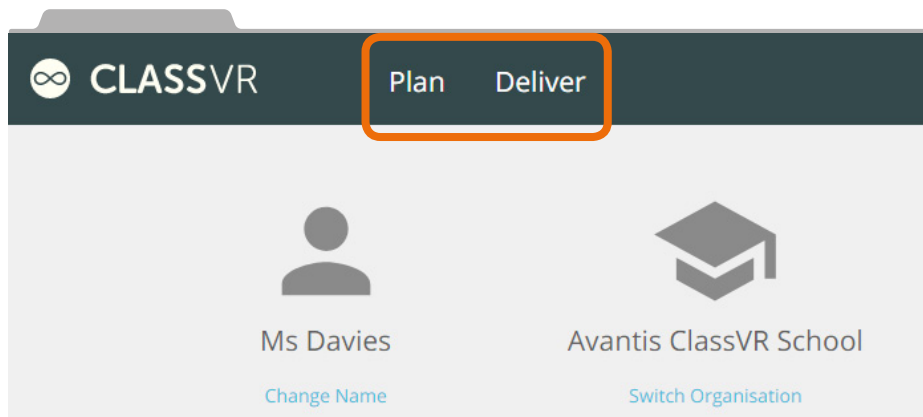 CLASSVR Plan Deliver
Ms Davies Avantis ClassVR School
Change Name Switch Organisation